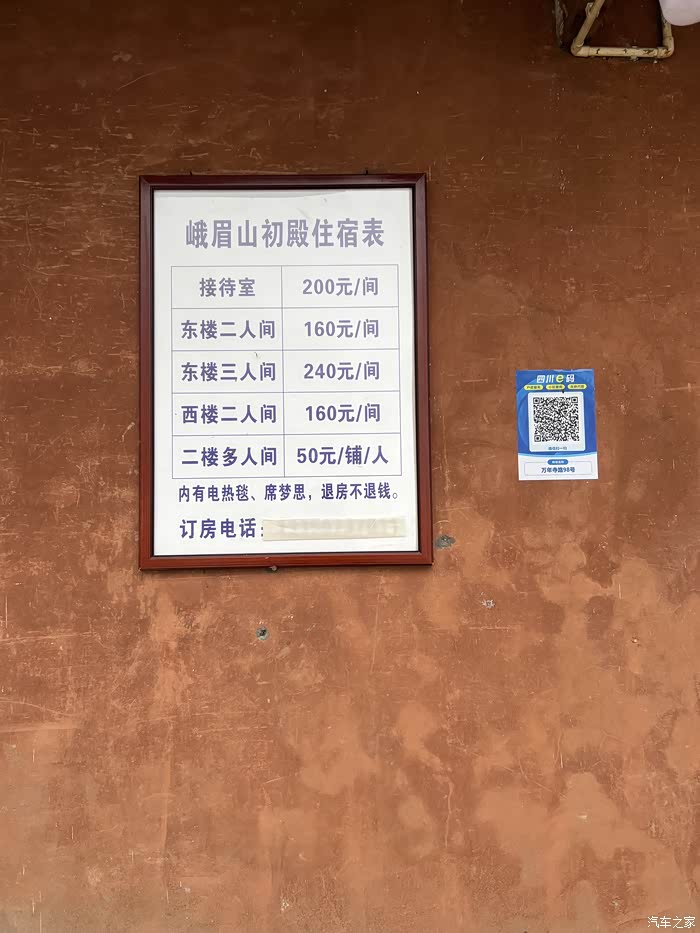 峨眉山初殿住宿表
接待室 200元/间
东楼二人间 160元/间
东楼三人间 240元/间
西楼二人间 160元/间
二楼多人间 50元/铺/人
内有电热毯、席梦思，退房不退钱。
订房电话：
四川e码
万年寺路98号
汽车之家